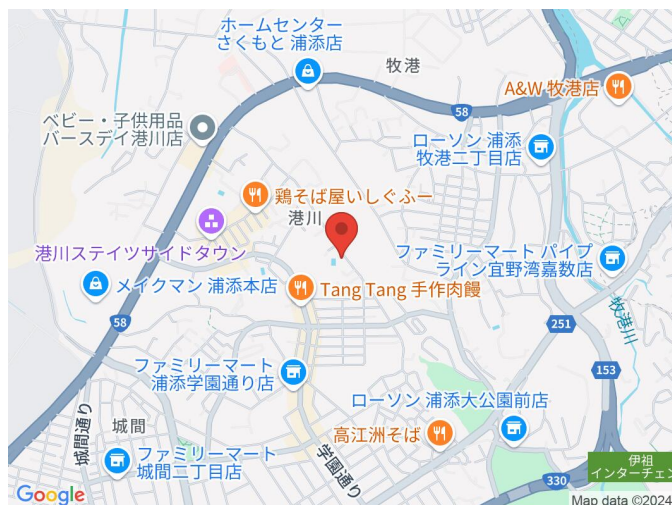 ホームセンター
さくもと 浦添店
牧港
A&W 牧港店
58
ベビー・子供用品
バースデイ港川店
ローソン 浦添
牧港二丁目店
鶏そば屋いしぐふー
港川
港川ステイツサイドタウン
ファミリーマート パイプ
ライン宜野湾嘉数店
メイクマン 浦添本店
Tang Tang 手作肉饅
58
251
牧港川
153
ファミリーマート
浦添学園通り店
ローソン 浦添大公園前店
城間通り
城間
高江洲そば
ファミリーマート
城間二丁目店
学園通り
伊祖
インターチェン
330
Google
Map data ©2024